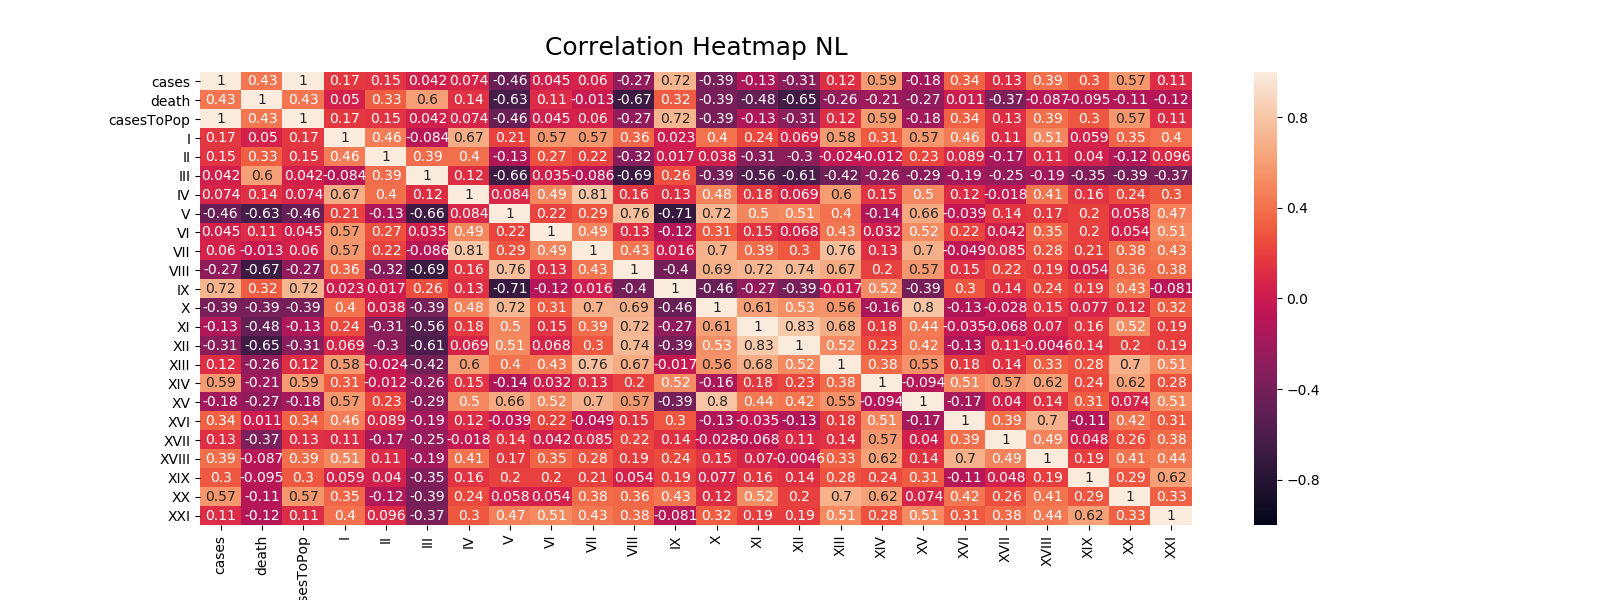 Correlation Heatmap NL
cases 1 0.43 1 0.17 0.15 0.042 0.074 -0.46 0.045 0.06 -0.27 0.72 -0.39 -0.13 -0.31 0.12 0.59 -0.18 0.34 0.13 0.39 0.3 0.57 0.11
death 0.43 1 0.43 0.05 0.33 0.6 0.14 -0.63 0.11 -0.013 -0.67 0.32 -0.39 -0.48 -0.65 -0.26 -0.21 -0.27 0.011 -0.37 -0.087 -0.095 -0.11 -0.12
casesToPop 1 0.43 1 0.17 0.15 0.042 0.074 -0.46 0.045 0.06 -0.27 0.72 -0.39 -0.13 -0.31 0.12 0.59 -0.18 0.34 0.13 0.39 0.3 0.57 0.11
I 0.17 0.05 0.17 1 0.46 -0.084 0.67 0.21 0.57 0.57 0.36 0.023 0.4 0.24 0.069 0.58 0.31 0.57 0.46 0.11 0.51 0.059 0.35 0.4
II 0.15 0.33 0.15 0.46 1 0.39 0.4 -0.13 0.27 0.22 -0.32 0.017 0.038 -0.31 -0.3 -0.024 -0.012 0.23 0.089 -0.17 0.11 0.04 -0.12 0.096
III 0.042 0.6 0.042 -0.084 0.39 1 0.12 -0.66 0.035 -0.086 -0.69 0.26 -0.39 -0.56 -0.61 -0.42 -0.26 -0.29 -0.19 -0.25 -0.19 -0.35 -0.39 -0.37
IV 0.074 0.14 0.074 0.67 0.4 0.12 1 0.084 0.49 0.81 0.16 0.13 0.48 0.18 0.069 0.6 0.15 0.5 0.12 -0.018 0.41 0.16 0.24 0.3
V -0.46 -0.63 -0.46 0.21 -0.13 -0.66 0.084 1 0.22 0.29 0.76 -0.71 0.72 0.5 0.51 0.4 -0.14 0.66 -0.039 0.14 0.17 0.2 0.058 0.47
VI 0.045 0.11 0.045 0.57 0.27 0.035 0.49 0.22 1 0.49 0.13 -0.12 0.31 0.15 0.068 0.43 0.032 0.52 0.22 0.042 0.35 0.2 0.054 0.51
VII 0.06 -0.013 0.06 0.57 0.22 -0.086 0.81 0.29 0.49 1 0.43 0.016 0.7 0.39 0.3 0.76 0.13 0.7 -0.049 0.085 0.28 0.21 0.38 0.43
VIII -0.27 -0.67 -0.27 0.36 -0.32 -0.69 0.16 0.76 0.13 0.43 1 -0.4 0.69 0.72 0.74 0.67 0.2 0.57 0.15 0.22 0.19 0.054 0.36 0.38
IX 0.72 0.32 0.72 0.023 0.017 0.26 0.13 -0.71 -0.12 0.016 -0.4 1 -0.46 -0.27 -0.39 -0.017 0.52 -0.39 0.3 0.14 0.24 0.19 0.43 -0.081
X -0.39 -0.39 -0.39 0.4 0.038 -0.39 0.48 0.72 0.31 0.7 0.69 -0.46 1 0.61 0.53 0.56 -0.16 0.8 -0.13 -0.028 0.15 0.077 0.12 0.32
XI -0.13 -0.48 -0.13 0.24 -0.31 -0.56 0.18 0.5 0.15 0.39 0.72 -0.27 0.61 1 0.83 0.68 0.18 0.44 -0.035 -0.068 0.07 0.16 0.52 0.19
XII -0.31 -0.65 -0.31 0.069 -0.3 -0.61 0.069 0.51 0.068 0.3 0.74 -0.39 0.53 0.83 1 0.52 0.23 0.42 -0.13 0.11 -0.0046 0.14 0.2 0.19
XIII 0.12 -0.26 0.12 0.58 -0.024 -0.42 0.6 0.4 0.43 0.76 0.67 -0.017 0.56 0.68 0.52 1 0.38 0.55 0.18 0.14 0.33 0.28 0.7 0.51
XIV 0.59 -0.21 0.59 0.31 -0.012 -0.26 0.15 -0.14 0.032 0.13 0.2 0.52 -0.16 0.18 0.23 0.38 1 -0.094 0.51 0.57 0.62 0.24 0.62 0.28
XV -0.18 -0.27 -0.18 0.57 0.23 -0.29 0.5 0.66 0.52 0.7 0.57 -0.39 0.8 0.44 0.42 0.55 -0.094 1 -0.17 0.04 0.14 0.31 0.074 0.51
XVI 0.34 0.011 0.34 0.46 0.089 -0.19 0.12 -0.039 0.22 -0.049 0.15 0.3 -0.13 -0.035 -0.13 0.18 0.51 -0.17 1 0.39 0.7 -0.11 0.42 0.31
XVII 0.13 -0.37 0.13 0.11 -0.17 -0.25 -0.018 0.14 0.042 0.085 0.22 0.14 -0.028 -0.068 0.11 0.14 0.57 0.04 0.39 1 0.49 0.048 0.26 0.38
XVIII 0.39 -0.087 0.39 0.51 0.11 -0.19 0.41 0.17 0.35 0.28 0.19 0.24 0.15 0.07 -0.0046 0.33 0.62 0.14 0.7 0.49 1 0.19 0.41 0.44
XIX 0.3 -0.095 0.3 0.059 0.04 -0.35 0.16 0.2 0.2 0.21 0.054 0.19 0.077 0.16 0.14 0.28 0.24 0.31 -0.11 0.048 0.19 1 0.29 0.62
XX 0.57 -0.11 0.57 0.35 -0.12 -0.39 0.24 0.058 0.054 0.38 0.36 0.43 0.12 0.52 0.2 0.7 0.62 0.074 0.42 0.26 0.41 0.29 1 0.33
XXI 0.11 -0.12 0.11 0.4 0.096 -0.37 0.3 0.47 0.51 0.43 0.38 -0.081 0.32 0.19 0.19 0.51 0.28 0.51 0.31 0.38 0.44 0.62 0.33 1
cases death sesToPop I II III IV V VI VII VIII IX X XI XII XIII XIV XV XVI XVII XVIII XIX XX XXI
0.8
0.4
0.0
−0.4
−0.8